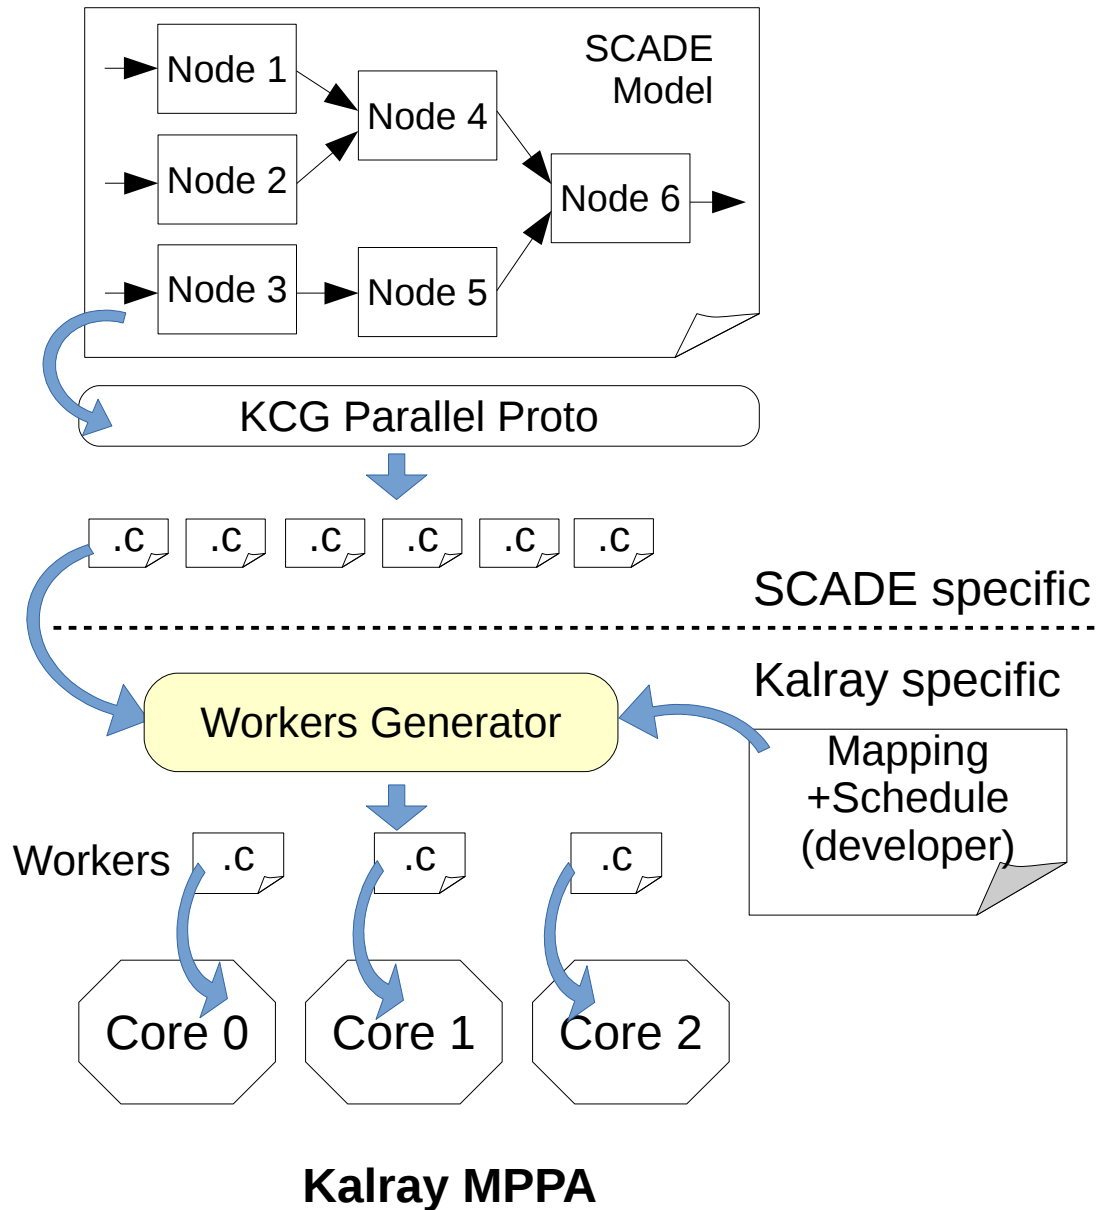 SCADE
Model
Node 1
Node 4
Node 2
Node 6
Node 3
Node 5
KCG Parallel Proto
.c
.c
.c
.c
.c
.c
SCADE specific
Kalray specific
Workers Generator
Mapping
+Schedule
(developer)
Workers
.c
.c
.c
Core 0
Core 1
Core 2
Kalray MPPA